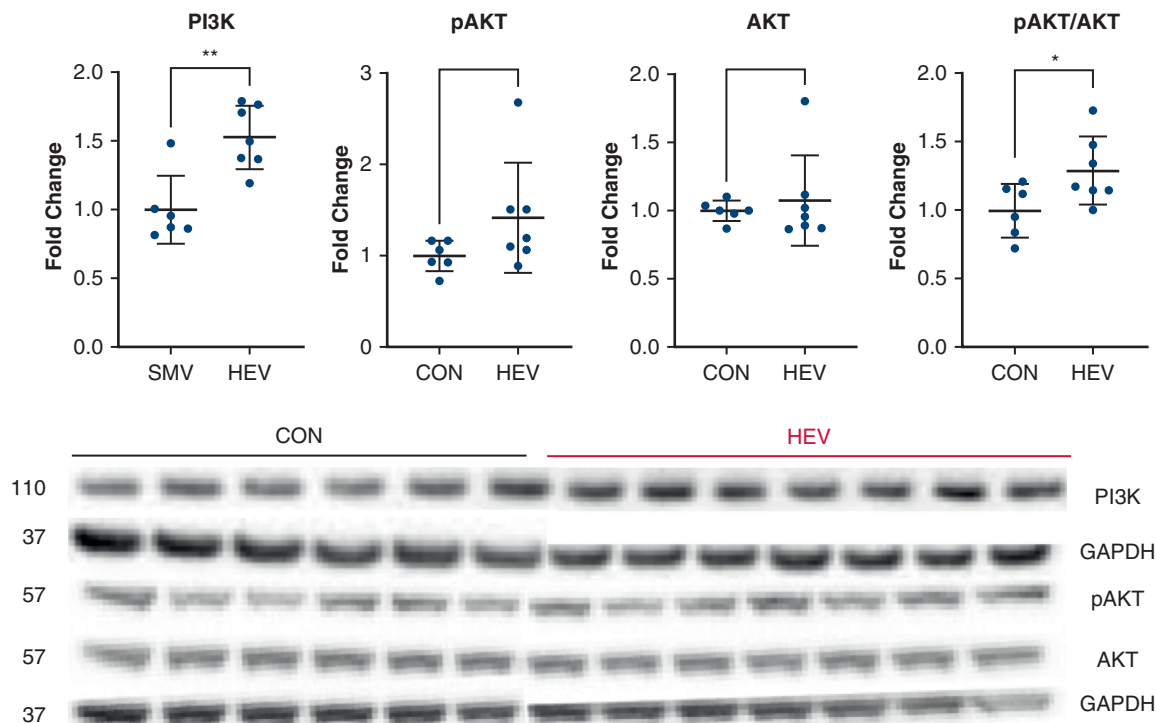 PI3K pAKT AKT pAKT/AKT
** *
2.0 3 2.0 2.0
1.5 2 1.5 1.5
1.0 1 1.0 1.0
0.5 0.5 0.5
0.0 0 0.0 0.0
Fold Change Fold Change Fold Change Fold Change
SMV HEV CON HEV CON HEV CON HEV
CON HEV
110 PI3K
37 GAPDH
57 pAKT
57 AKT
37 GAPDH